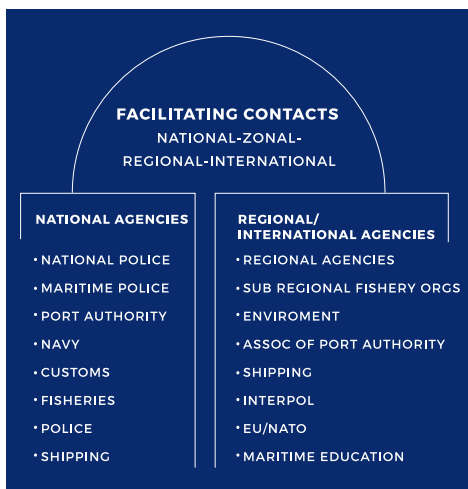 FACILITATING CONTACTS
NATIONAL-ZONAL-
REGIONAL-INTERNATIONAL
NATIONAL AGENCIES
• NATIONAL POLICE
• MARITIME POLICE
• PORT AUTHORITY
• NAVY
• CUSTOMS
• FISHERIES
• POLICE
• SHIPPING
REGIONAL/
INTERNATIONAL AGENCIES
• REGIONAL AGENCIES
• SUB REGIONAL FISHERY ORGS
• ENVIROMENT
• ASSOC OF PORT AUTHORITY
• SHIPPING
• INTERPOL
• EU/NATO
• MARITIME EDUCATION